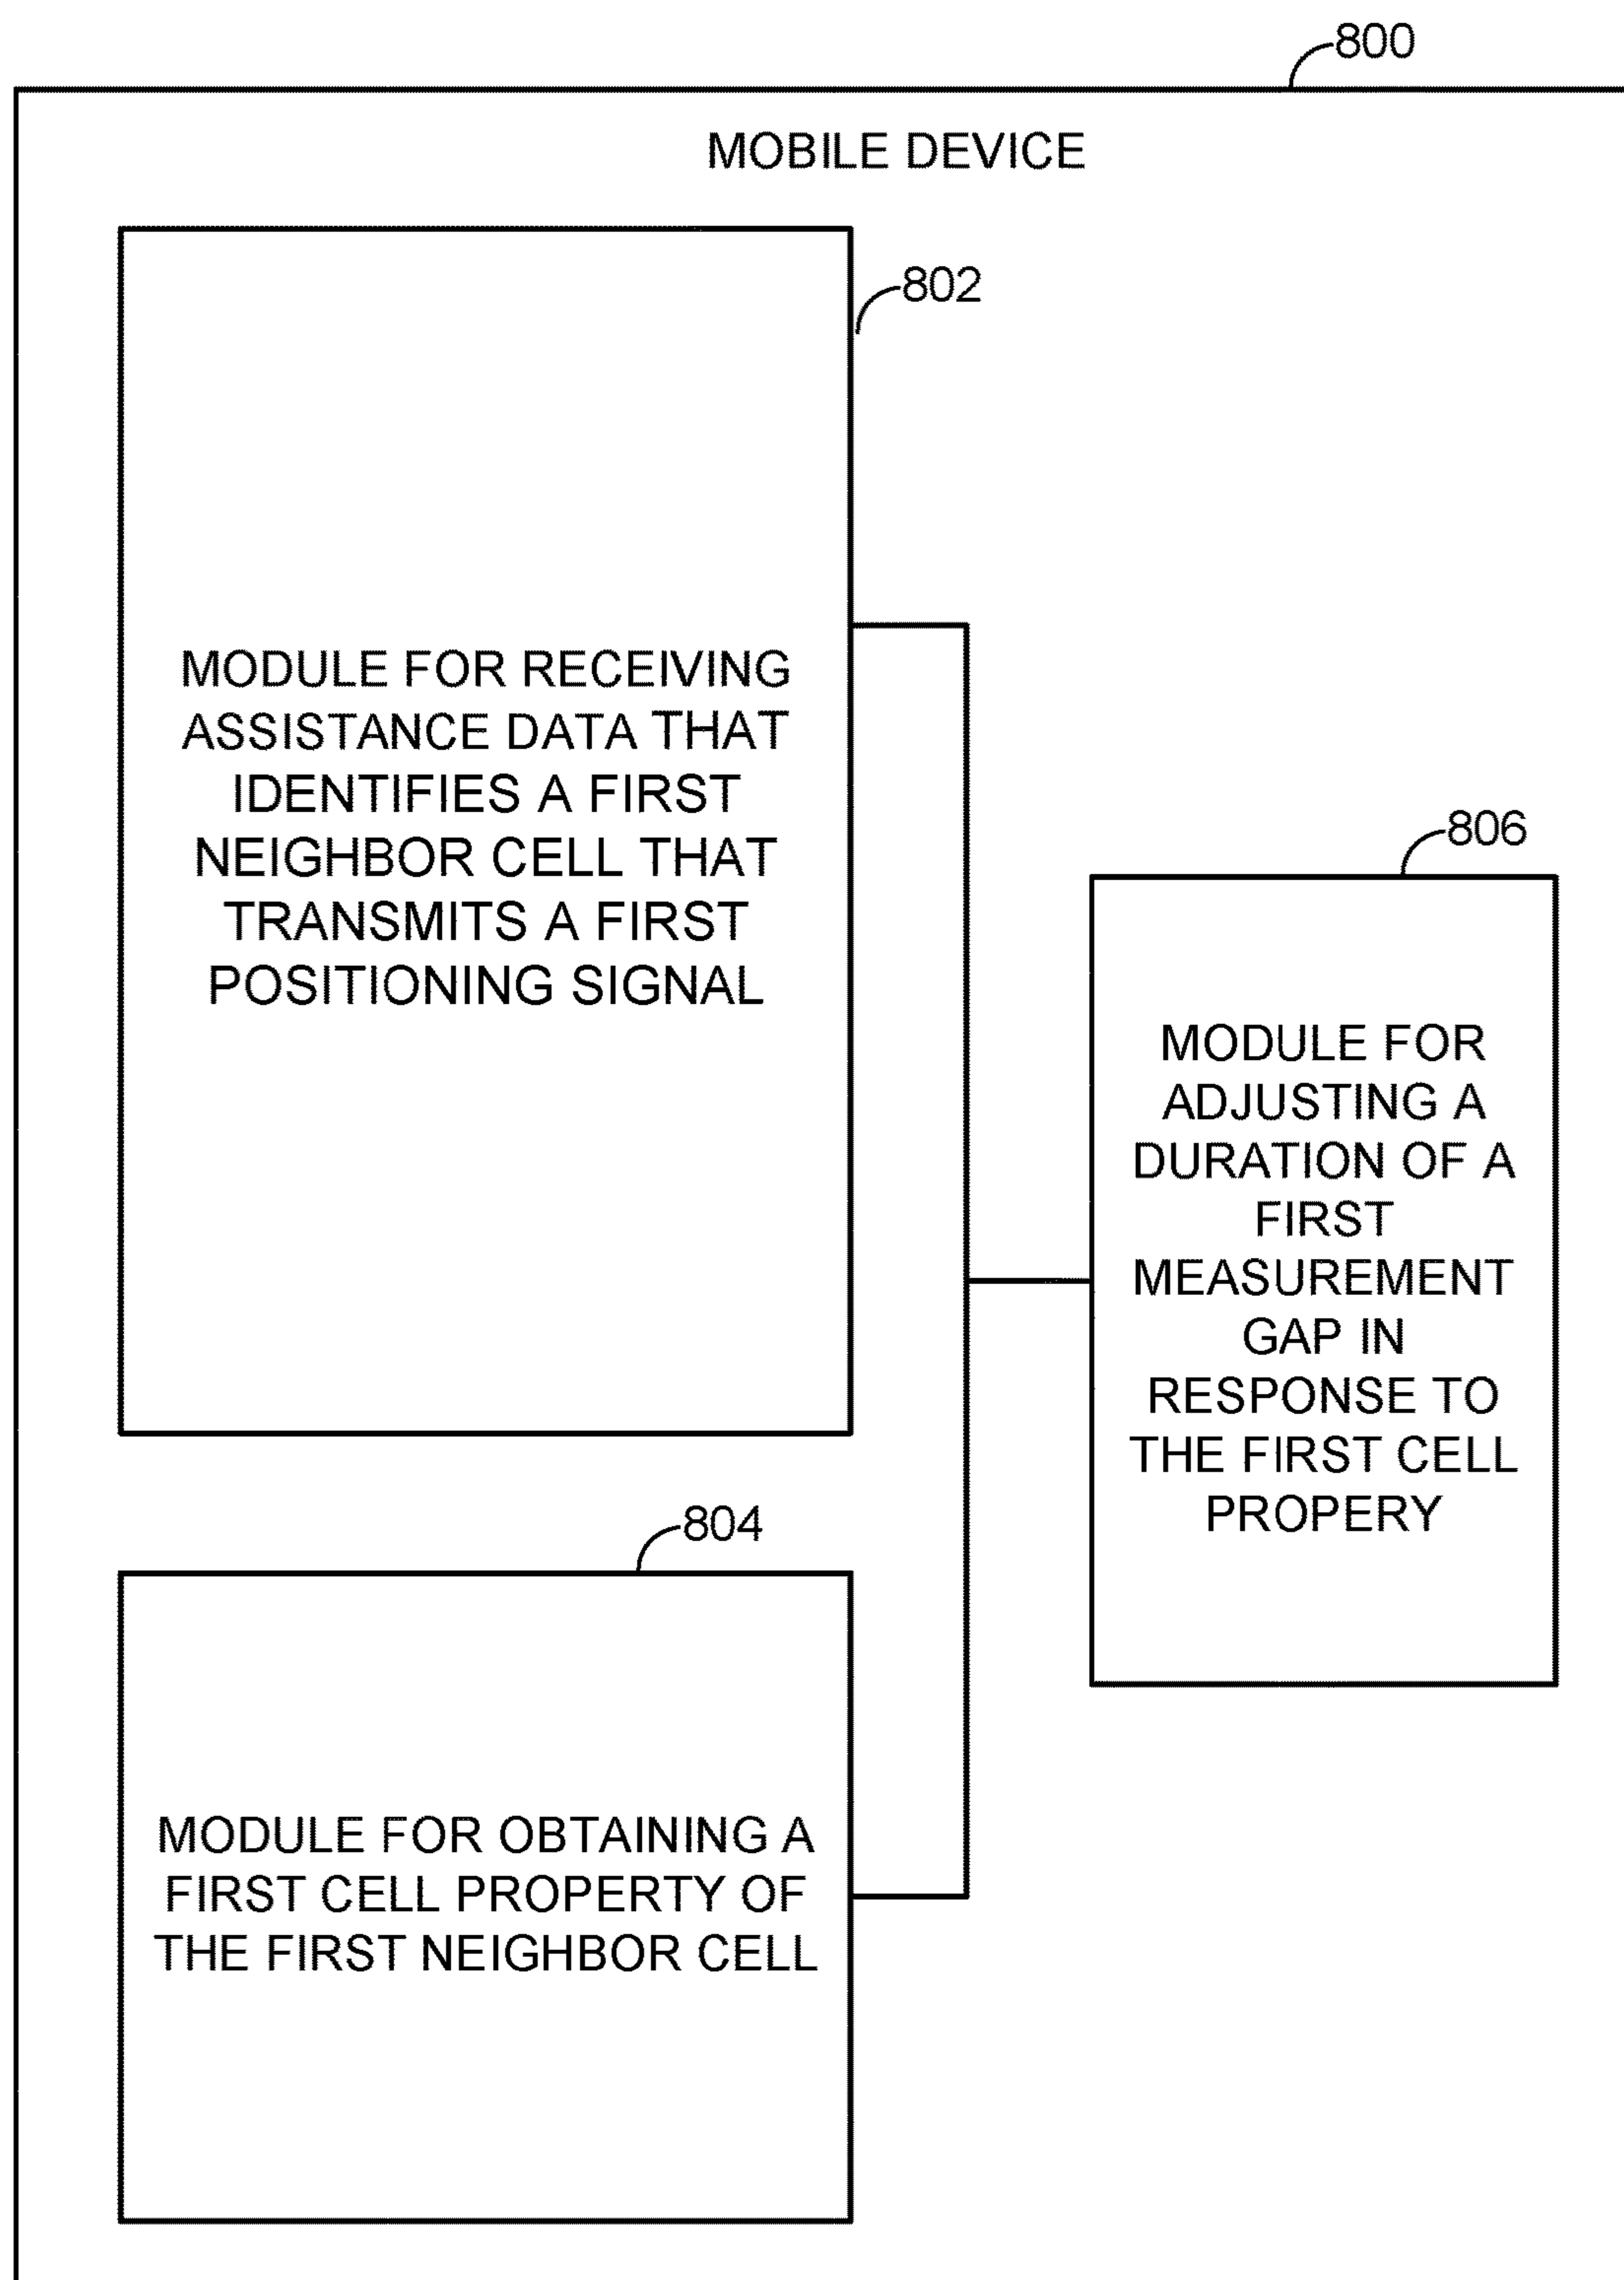 800
MOBILE DEVICE
802
MODULE FOR RECEIVING
ASSISTANCE DATA THAT
IDENTIFIES A FIRST
NEIGHBOR CELL THAT
TRANSMITS A FIRST
POSITIONING SIGNAL
806
MODULE FOR
ADJUSTING A
DURATION OF A
FIRST
MEASUREMENT
GAP IN
RESPONSE TO
THE FIRST CELL
PROPERY
804
MODULE FOR OBTAINING A
FIRST CELL PROPERTY OF
THE FIRST NEIGHBOR CELL